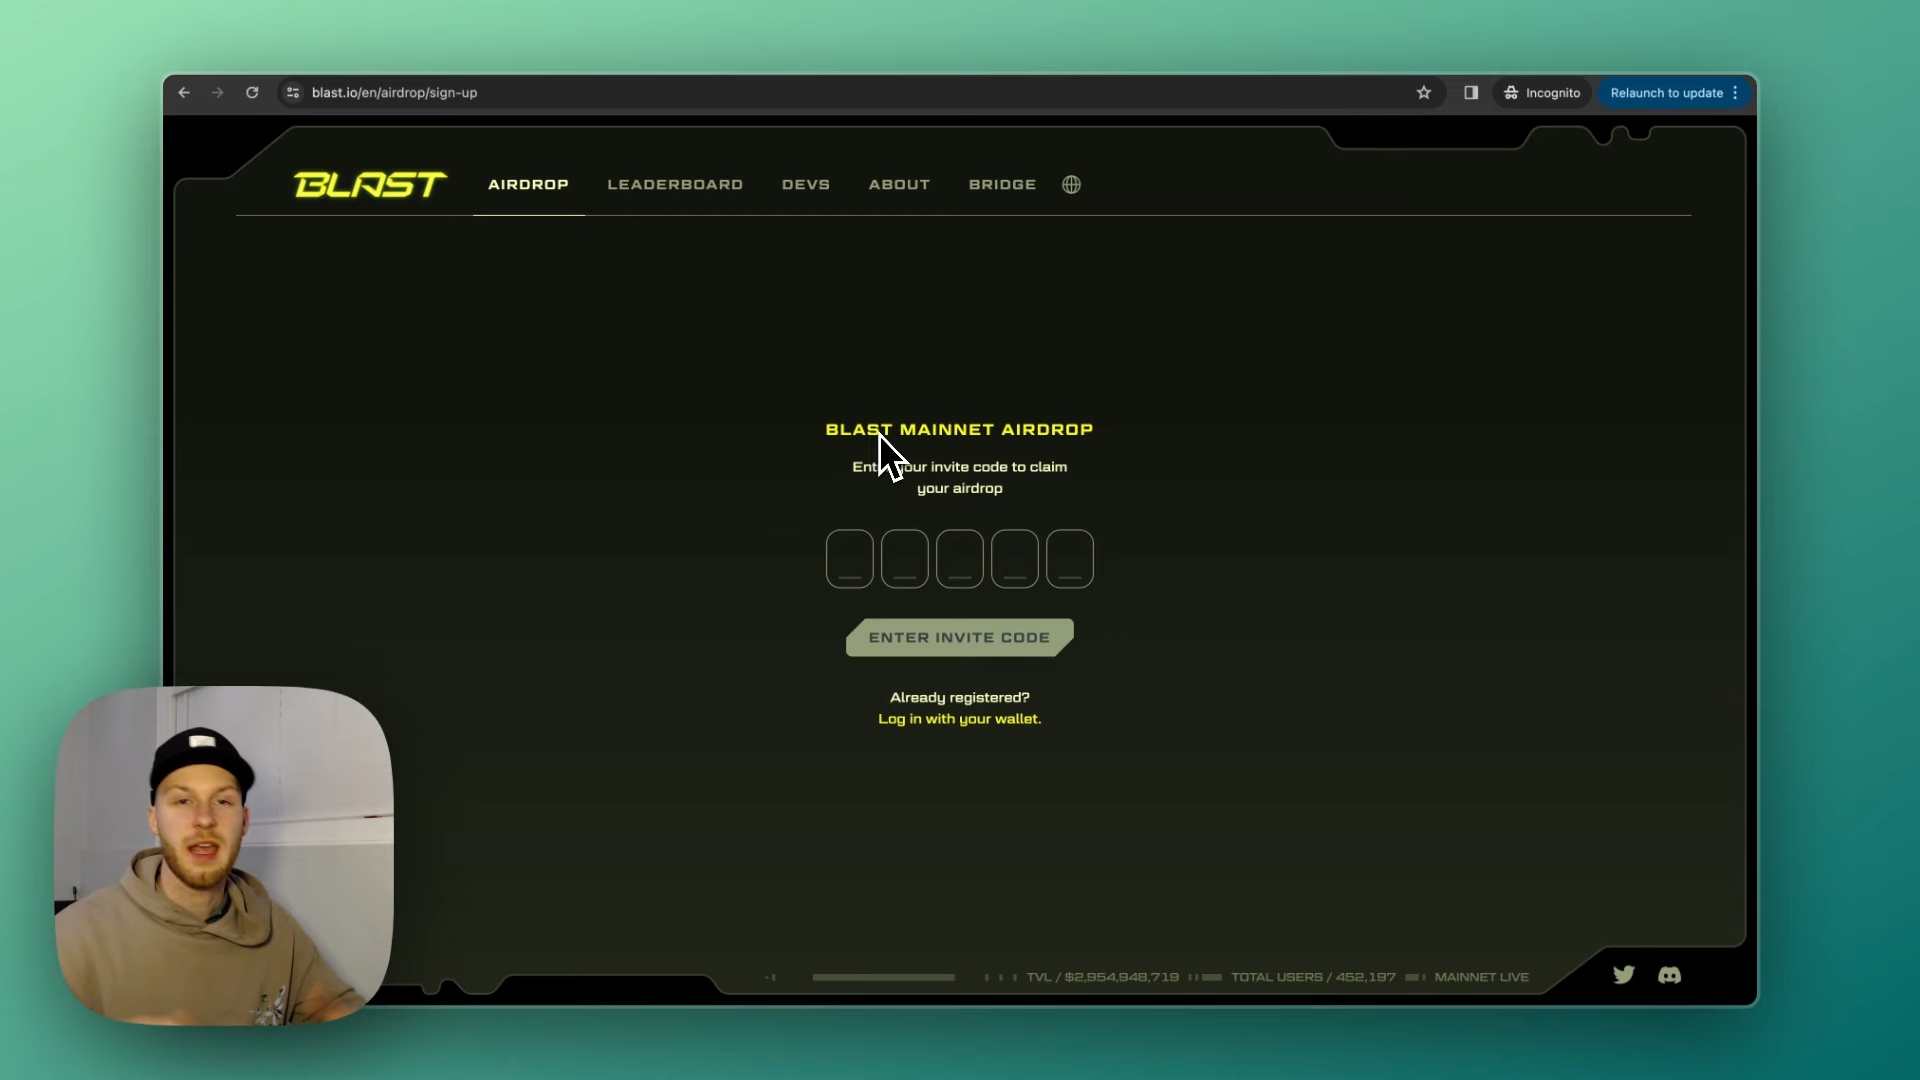 blast.io/en/airdrop/sign-up
Incognito
Relaunch to update
BLAST
AIRDROP
LEADERBOARD
DEVS
ABOUT
BRIDGE
BLAST MAINNET AIRDROP
Enter your invite code to claim
your airdrop
ENTER INVITE CODE
Already registered?
Log in with your wallet.
TVL / $2,954,948,719
TOTAL USERS / 452,197
MAINNET LIVE